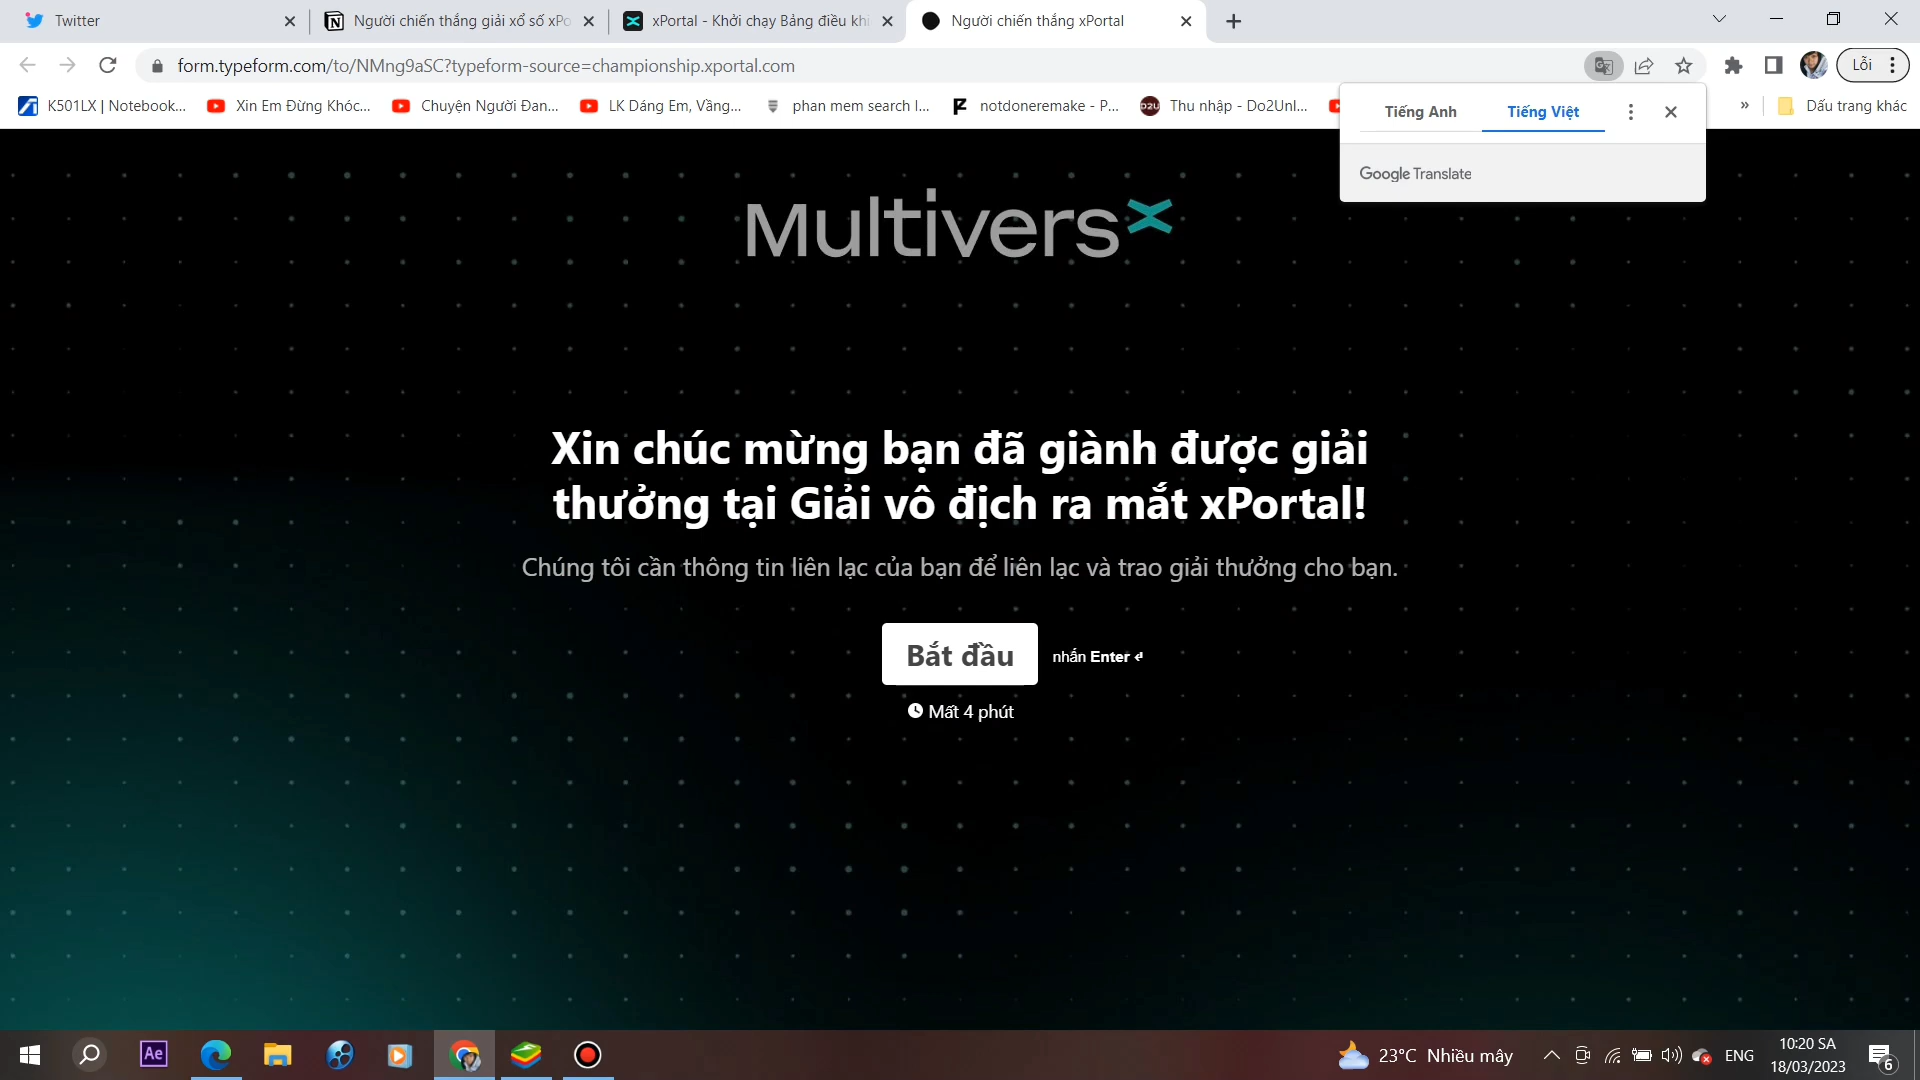 Twitter
Người chiến thắng giải xổ số xPo
xPortal - Khởi chạy Bảng điều khi
Người chiến thắng xPortal
form.typeform.com/to/NMng9aSC?typeform-source=championship.xportal.com
Lỗi
K501LX | Notebook...
Xin Em Đừng Khóc...
Chuyện Người Đan...
LK Dáng Em, Vầng...
phan mem search l...
notdoneremake - P...
Thu nhập - Do2Unl...
»
Dấu trang khác
Tiếng Anh
Tiếng Việt
Google Translate
Multiversx
Xin chúc mừng bạn đã giành được giải
thưởng tại Giải vô địch ra mắt xPortal!
Chúng tôi cần thông tin liên lạc của bạn để liên lạc và trao giải thưởng cho bạn.
Bắt đầu
nhấn Enter ↵
Mất 4 phút
Ae
23°C Nhiều mây
ENG
10:20 SA
18/03/2023
6